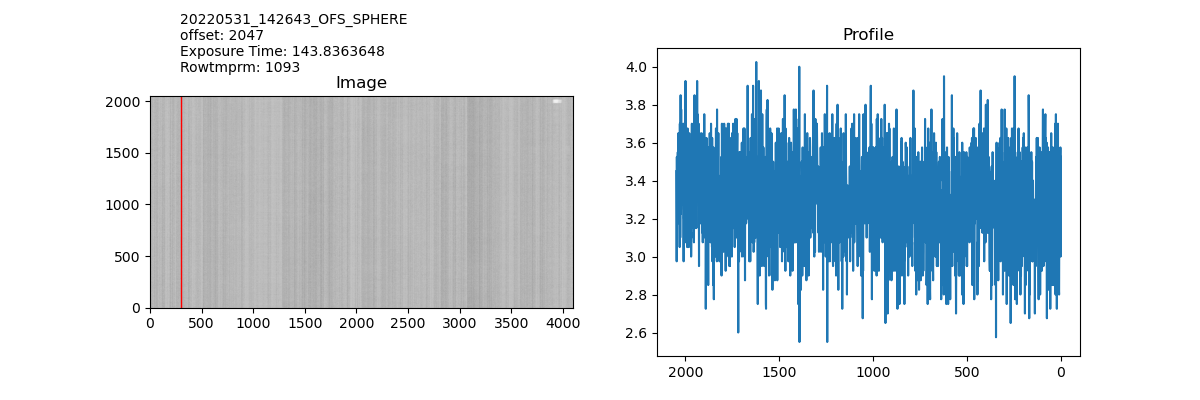 20220531_142643_OFS_SPHERE
offset: 2047
Exposure Time: 143.8363648
Rowtmprm: 1093
Image
2000
1500
1000
500
0
0 500 1000 1500 2000 2500 3000 3500 4000
Profile
4.0
3.8
3.6
3.4
3.2
3.0
2.8
2.6
2000 1500 1000 500 0